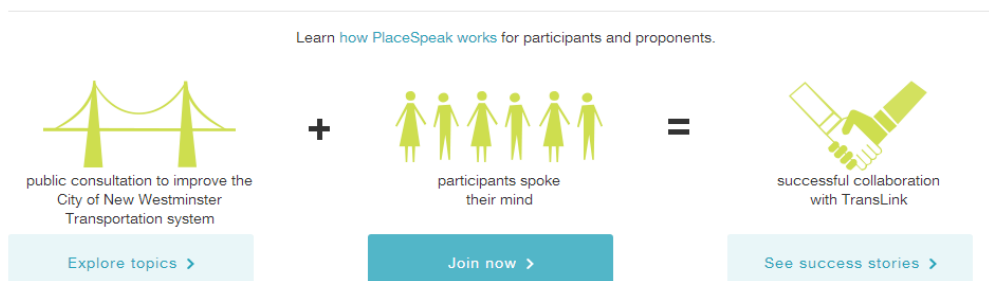 Learn how PlaceSpeak works for participants and proponents.
+
=
public consultation to improve the
City of New Westminster
Transportation system
participants spoke
their mind
successful collaboration
with TransLink
Explore topics >
Join now >
See success stories >